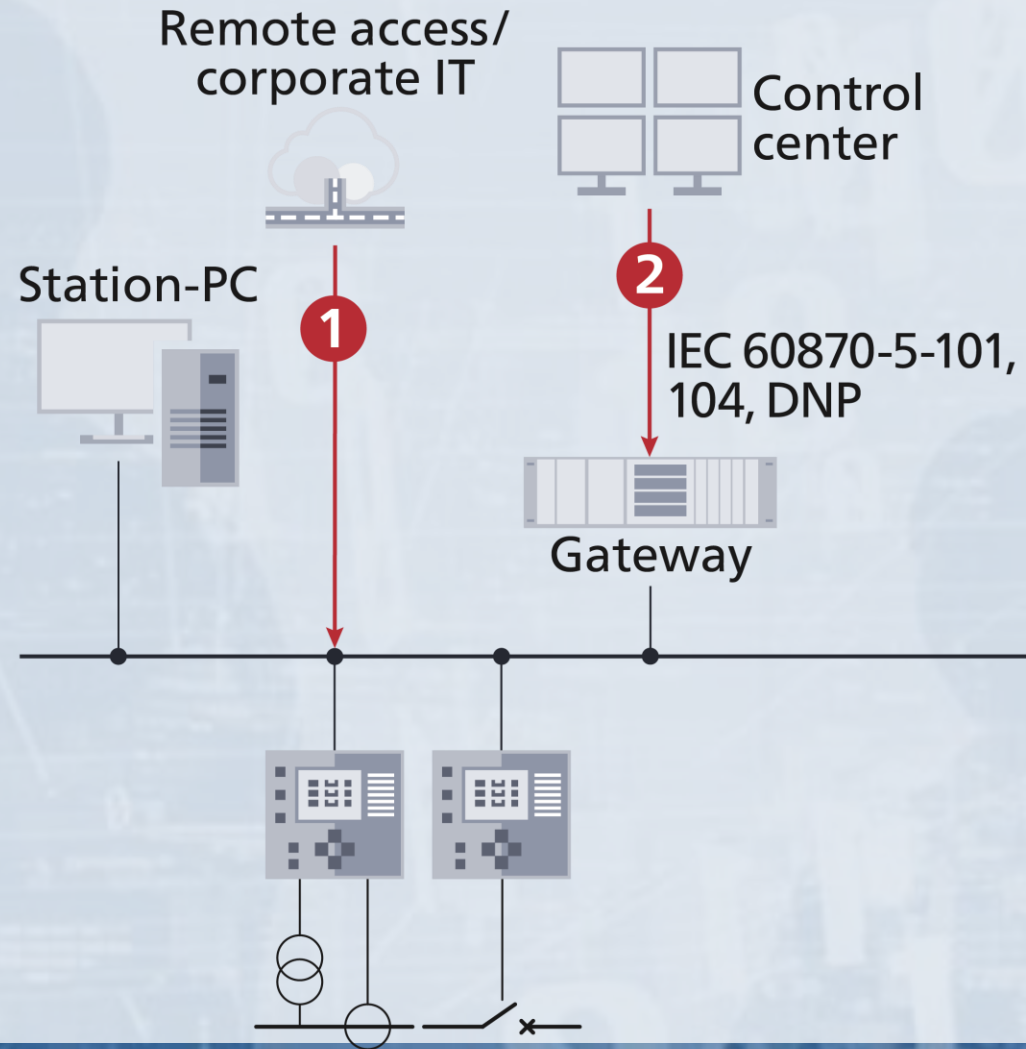 Remote access/
corporate IT
Control
center
Station-PC
1
2
IEC 60870-5-101,
104, DNP
Gateway